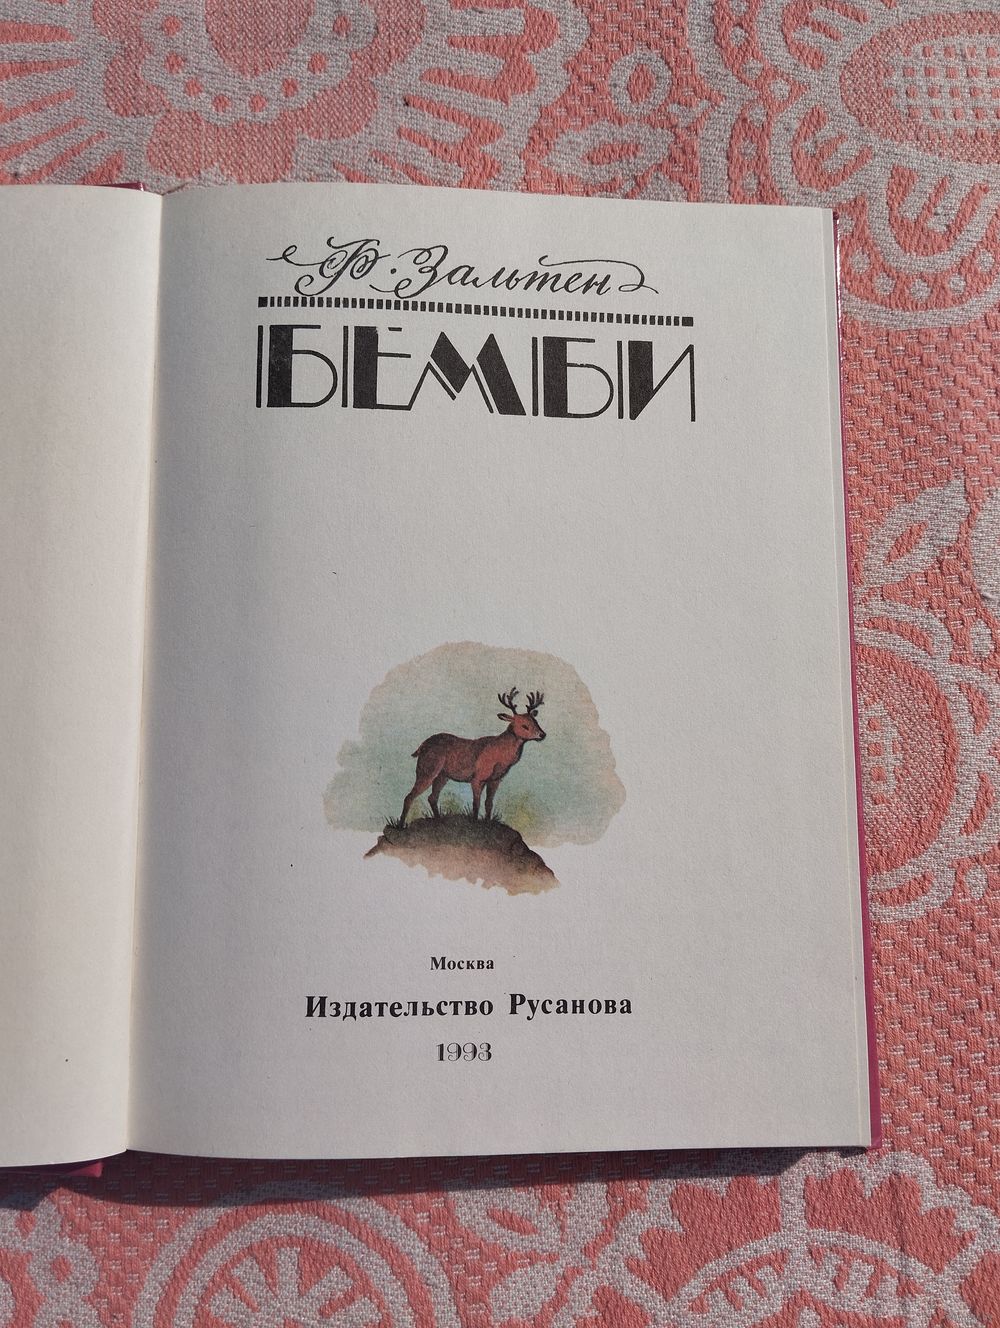 Ф. Зальтен
БЕМБИ
Москва
Издательство Русанова
1993